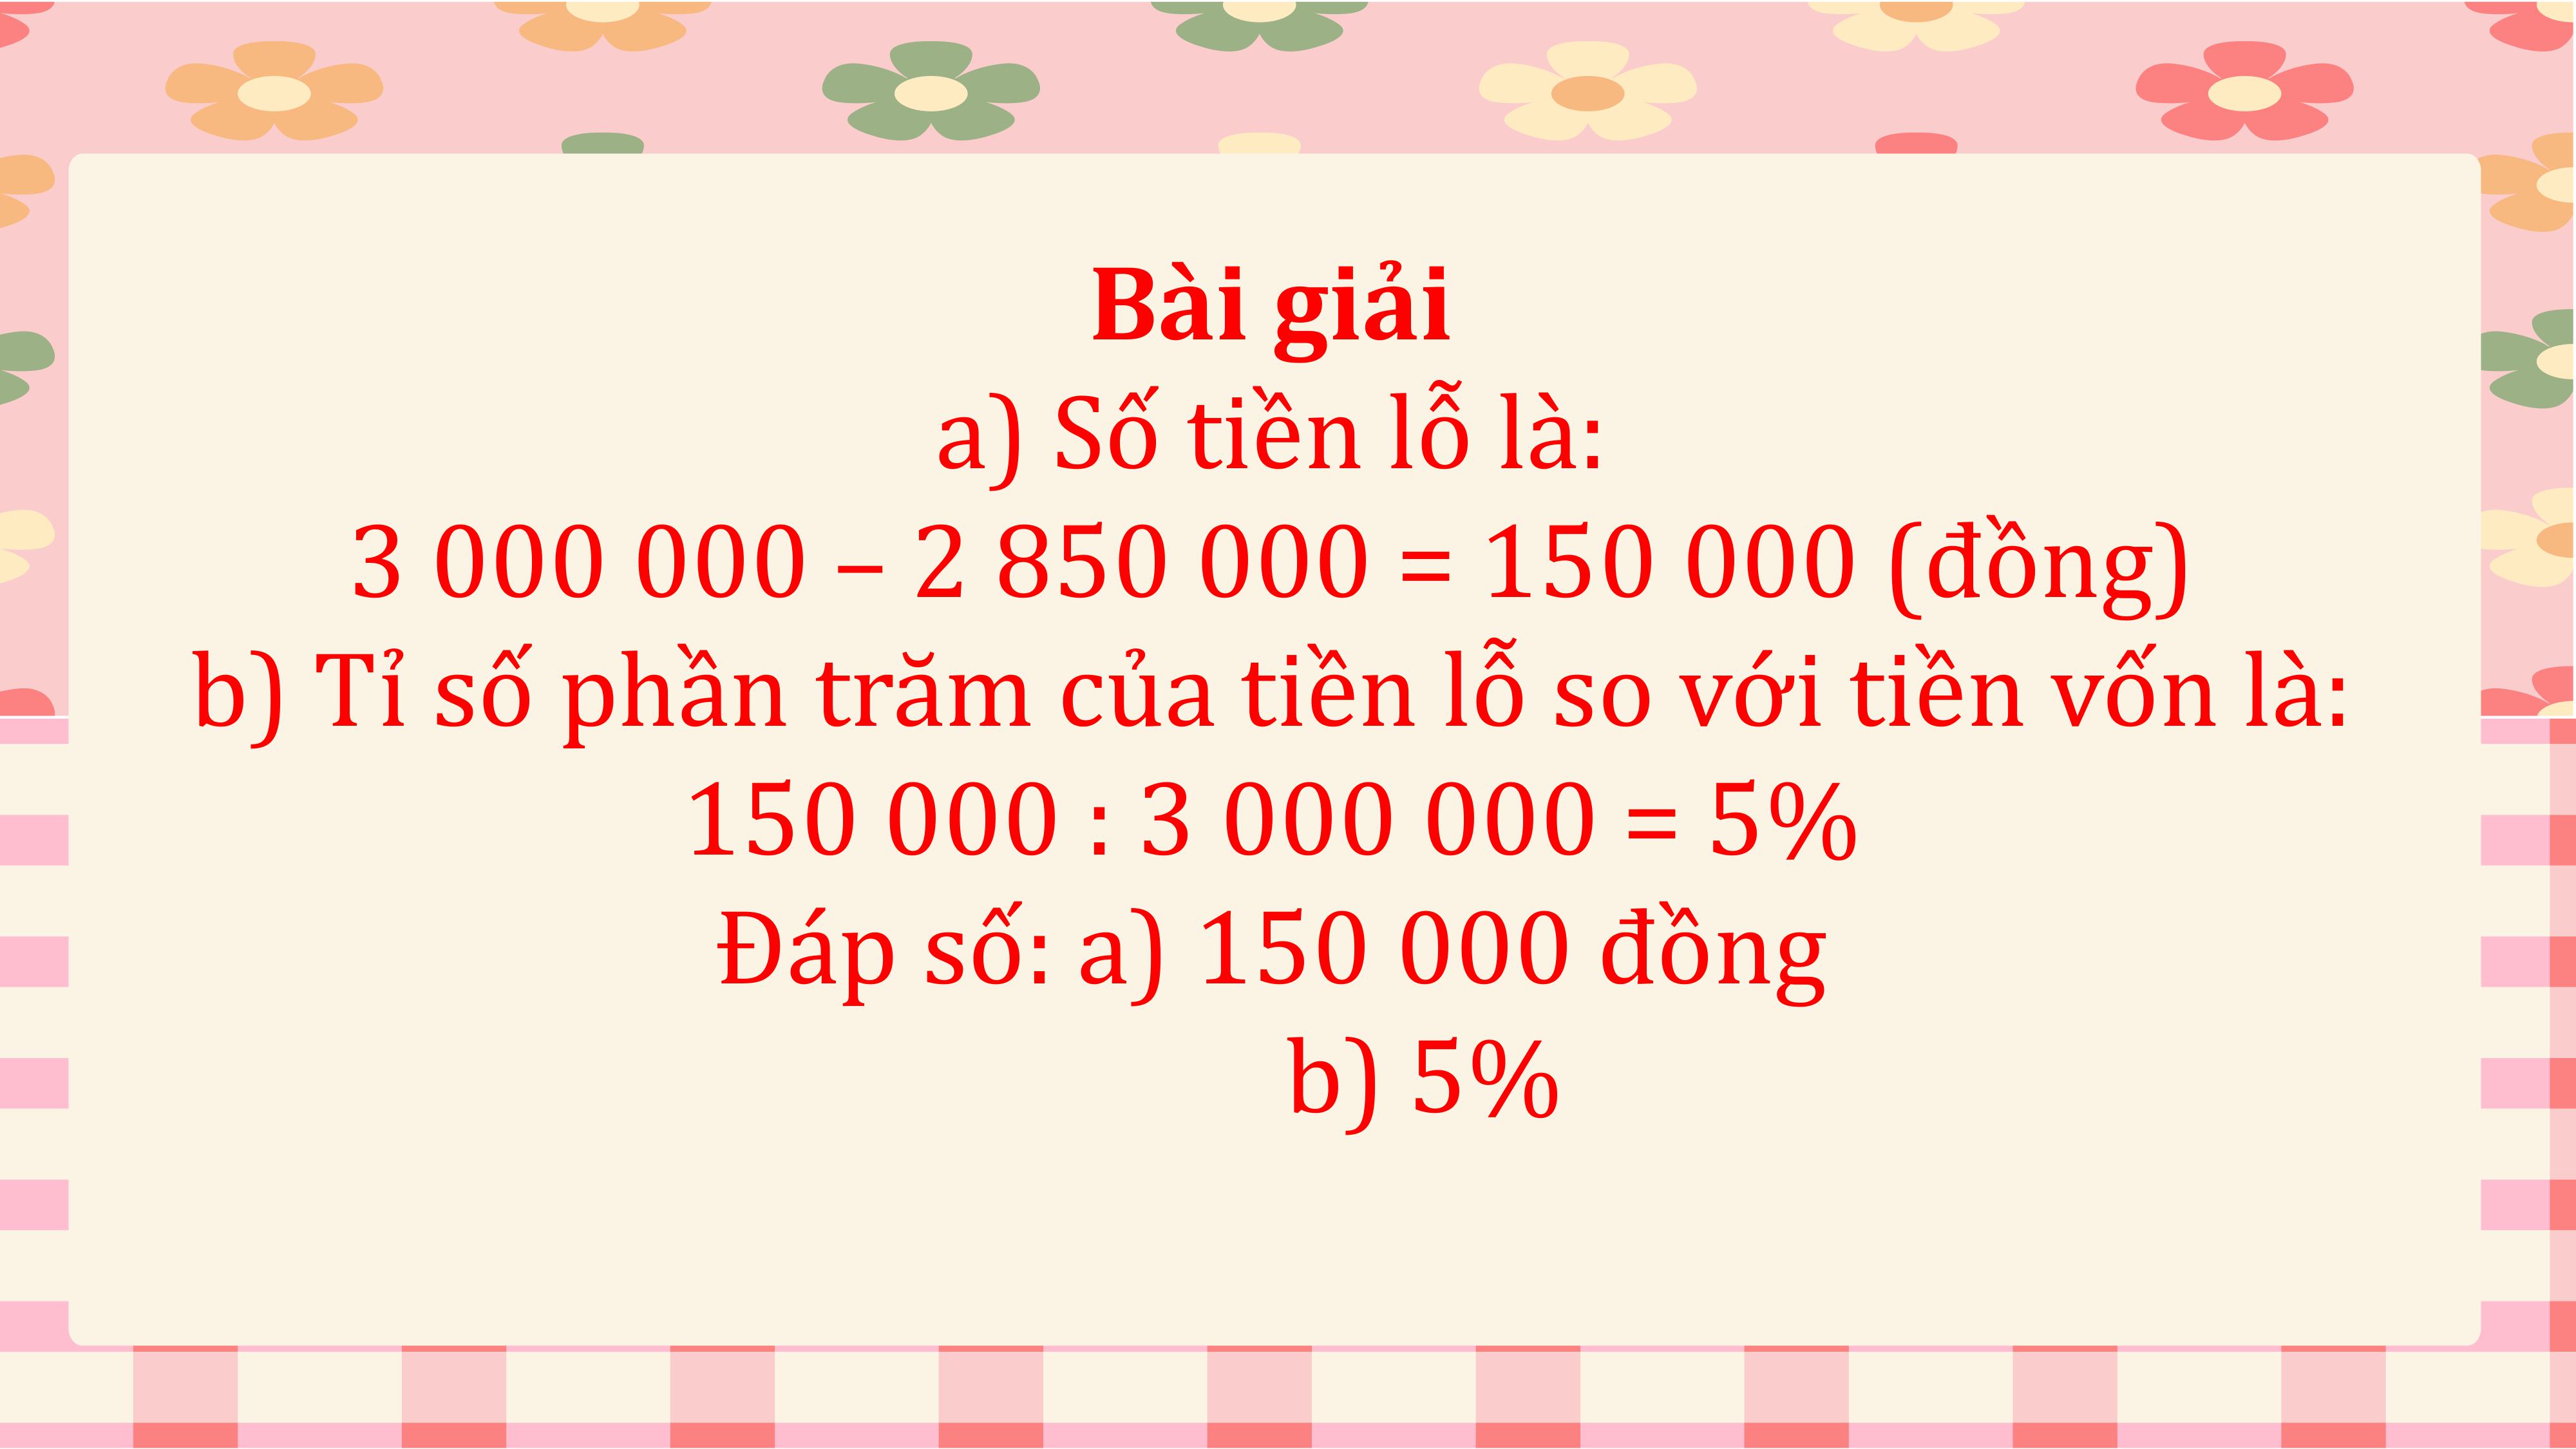 Bài giải
a) Số tiền lỗ là:
3 000 000 – 2 850 000 = 150 000 (đồng)
b) Tỉ số phần trăm của tiền lỗ so với tiền vốn là:
150 000 : 3 000 000 = 5%
Đáp số: a) 150 000 đồng
b) 5%